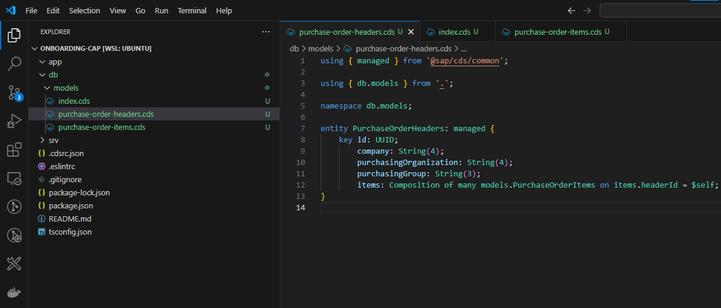 File Edit Selection View Go Run Terminal Help
EXPLORER
ONBOARDING-CAP [WSL: UBUNTU]
app
db
models
index.cds U
purchase-order-headers.cds U
purchase-order-items.cds U
srv
.cdsrc.json
.eslintrc
.gitignore
package-lock.json
package.json
README.md
tsconfig.json
3
purchase-order-headers.cds U
index.cds U
purchase-order-items.cds U
db > models > purchase-order-headers.cds > ...
1 using { managed } from '@sap/cds/common';
2
3 using { db.models } from '.';
4
5 namespace db.models;
6
7 entity PurchaseOrderHeaders: managed {
8 key id: UUID;
9 company: String(4);
10 purchasingOrganization: String(4);
11 purchasingGroup: String(3);
12 items: Composition of many models.PurchaseOrderItems on items.headerId = $self;
13 }
14